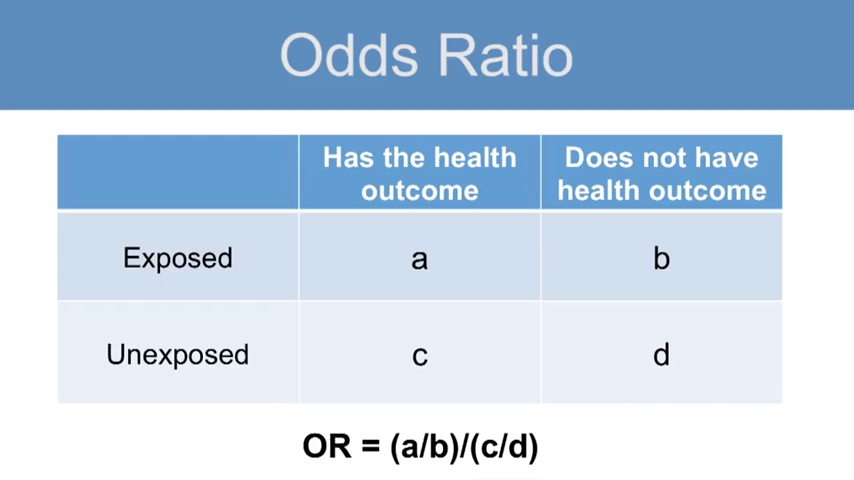 Odds Ratio
Has the health
outcome
Does not have
health outcome
Exposed
a
b
Unexposed
c
d
OR = (a/b)/(c/d)